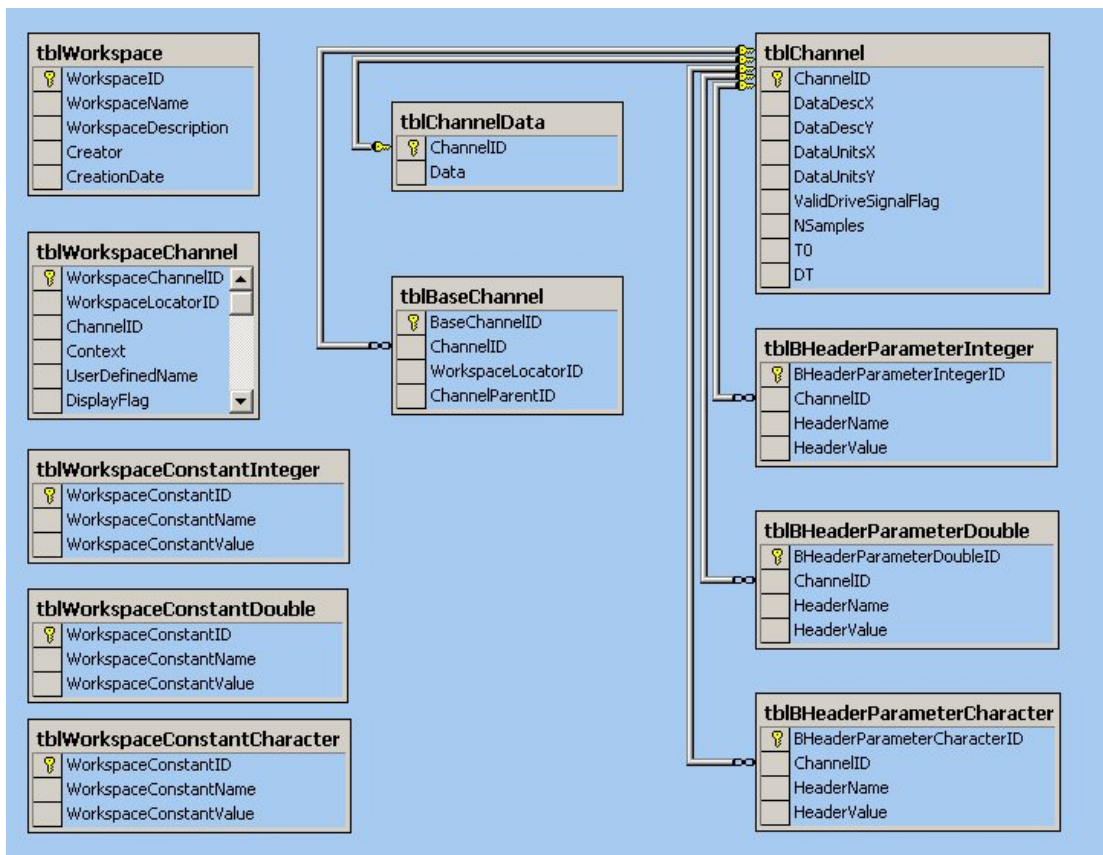 tblWorkspace
WorkspaceID
WorkspaceName
WorkspaceDescription
Creator
CreationDate
tblWorkspaceChannel
WorkspaceChannelID
WorkspaceLocatorID
ChannelID
Context
UserDefinedName
DisplayFlag
tblWorkspaceConstantInteger
WorkspaceConstantID
WorkspaceConstantName
WorkspaceConstantValue
tblWorkspaceConstantDouble
WorkspaceConstantID
WorkspaceConstantName
WorkspaceConstantValue
tblWorkspaceConstantCharacter
WorkspaceConstantID
WorkspaceConstantName
WorkspaceConstantValue
tblChannelData
ChannelID
Data
tblBaseChannel
BaseChannelID
ChannelID
WorkspaceLocatorID
ChannelParentID
tblChannel
ChannelID
DataDescX
DataDescY
DataUnitsX
DataUnitsY
ValidDriveSignalFlag
NSamples
T0
DT
tblBHeaderParameterInteger
BHeaderParameterIntegerID
ChannelID
HeaderName
HeaderValue
tblBHeaderParameterDouble
BHeaderParameterDoubleID
ChannelID
HeaderName
HeaderValue
tblBHeaderParameterCharacter
BHeaderParameterCharacterID
ChannelID
HeaderName
HeaderValue